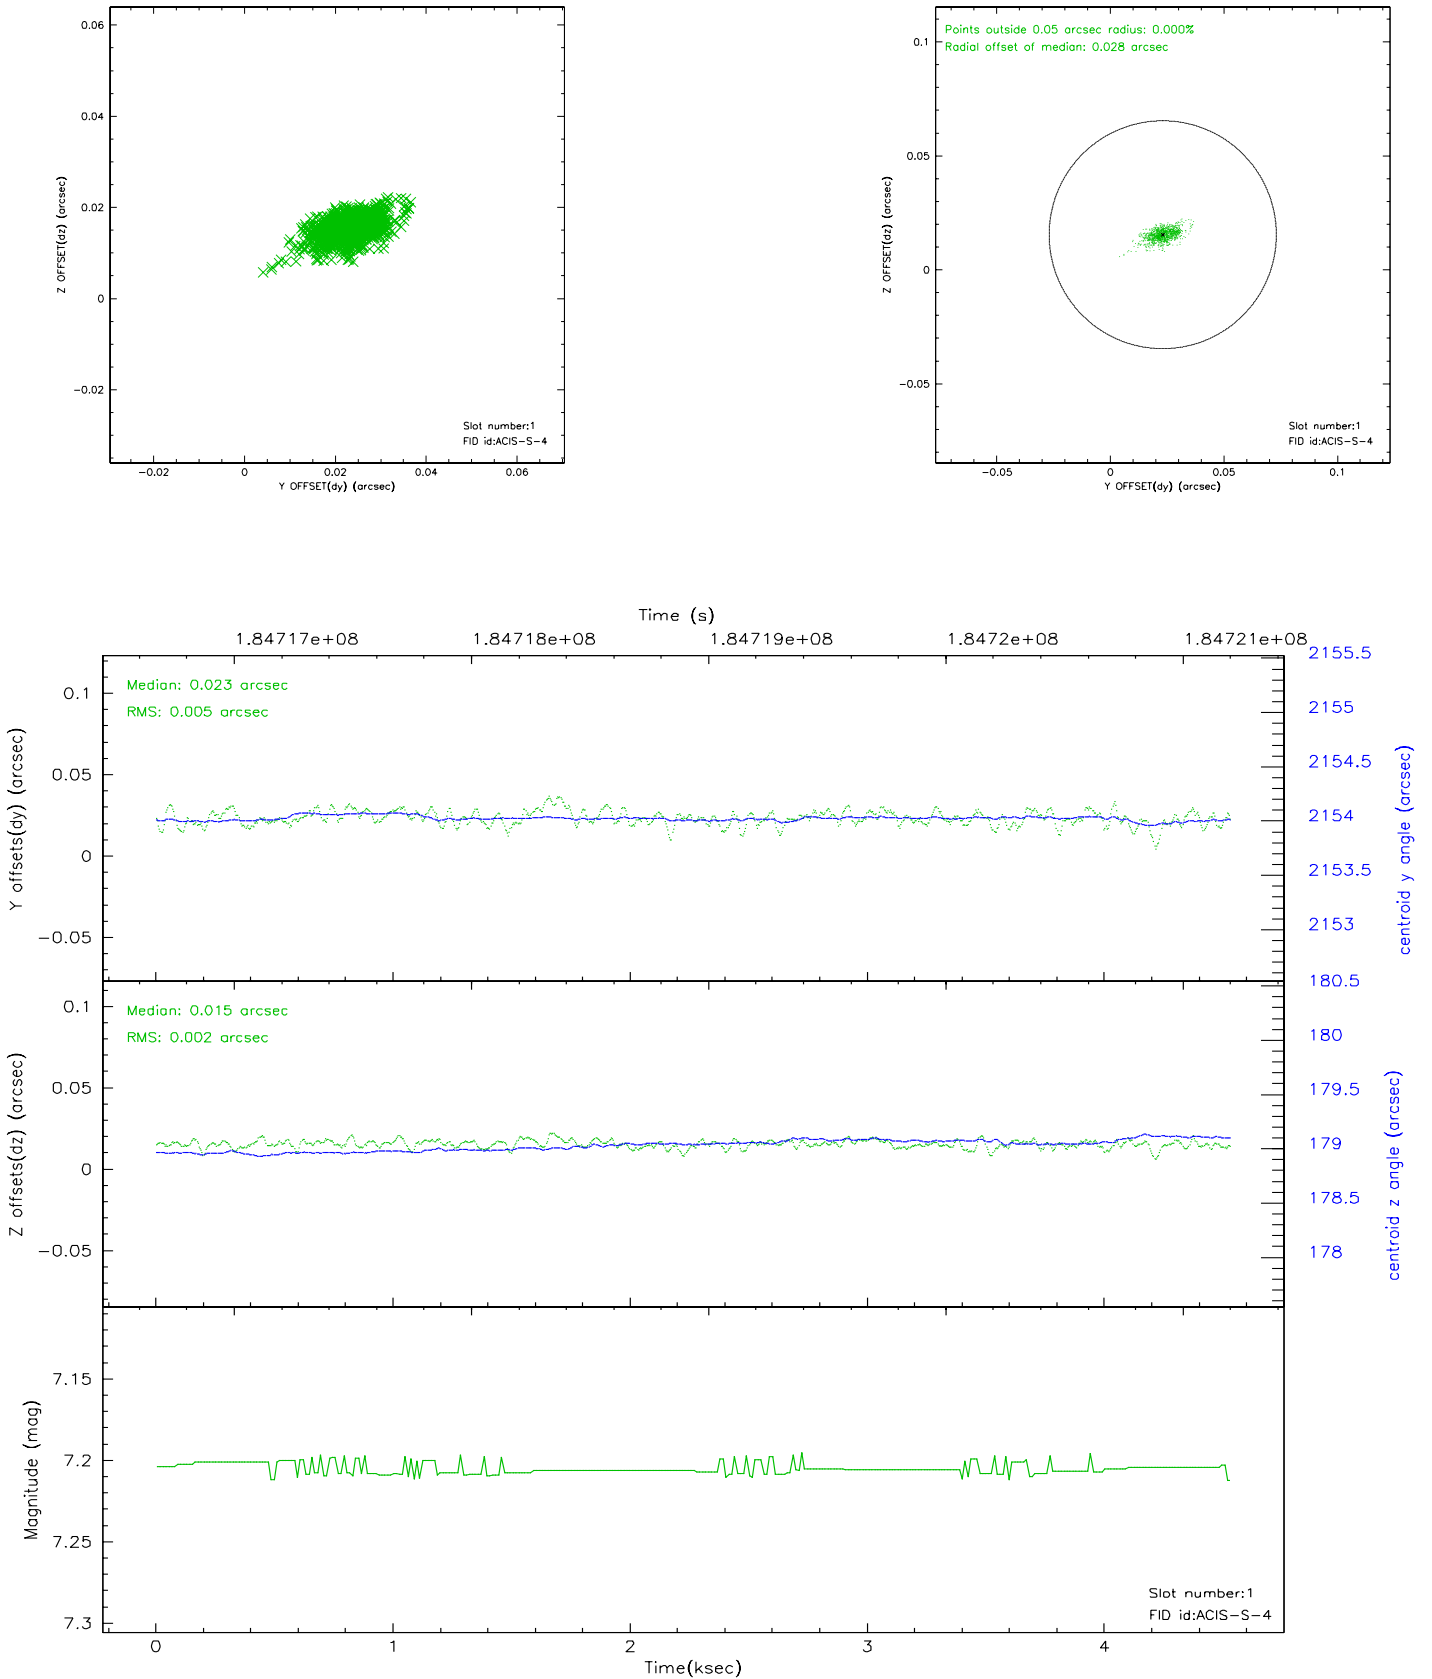 0.06
0.04
0.02
0
−0.02
Z OFFSET(dz) (arcsec)
Slot number:1
FID id:ACIS−S−4
−0.02 0 0.02 0.04 0.06
Y OFFSET(dy) (arcsec)
Points outside 0.05 arcsec radius: 0.000%
Radial offset of median: 0.028 arcsec
0.1
0.05
0
−0.05
Z OFFSET(dz) (arcsec)
Slot number:1
FID id:ACIS−S−4
−0.05 0 0.05 0.1
Y OFFSET(dy) (arcsec)
Time (s)
1.84717e+08 1.84718e+08 1.84719e+08 1.8472e+08 1.84721e+08
Median: 0.023 arcsec
RMS: 0.005 arcsec
0.1
0.05
0
−0.05
Y offsets(dy) (arcsec)
2155.5
2155
2154.5
2154
2153.5
2153
centroid y angle (arcsec)
Median: 0.015 arcsec
RMS: 0.002 arcsec
0.1
0.05
0
−0.05
Z offsets(dz) (arcsec)
180.5
180
179.5
179
178.5
178
centroid z angle (arcsec)
7.15
7.2
7.25
7.3
Magnitude (mag)
Slot number:1
FID id:ACIS−S−4
0 1 2 3 4
Time(ksec)